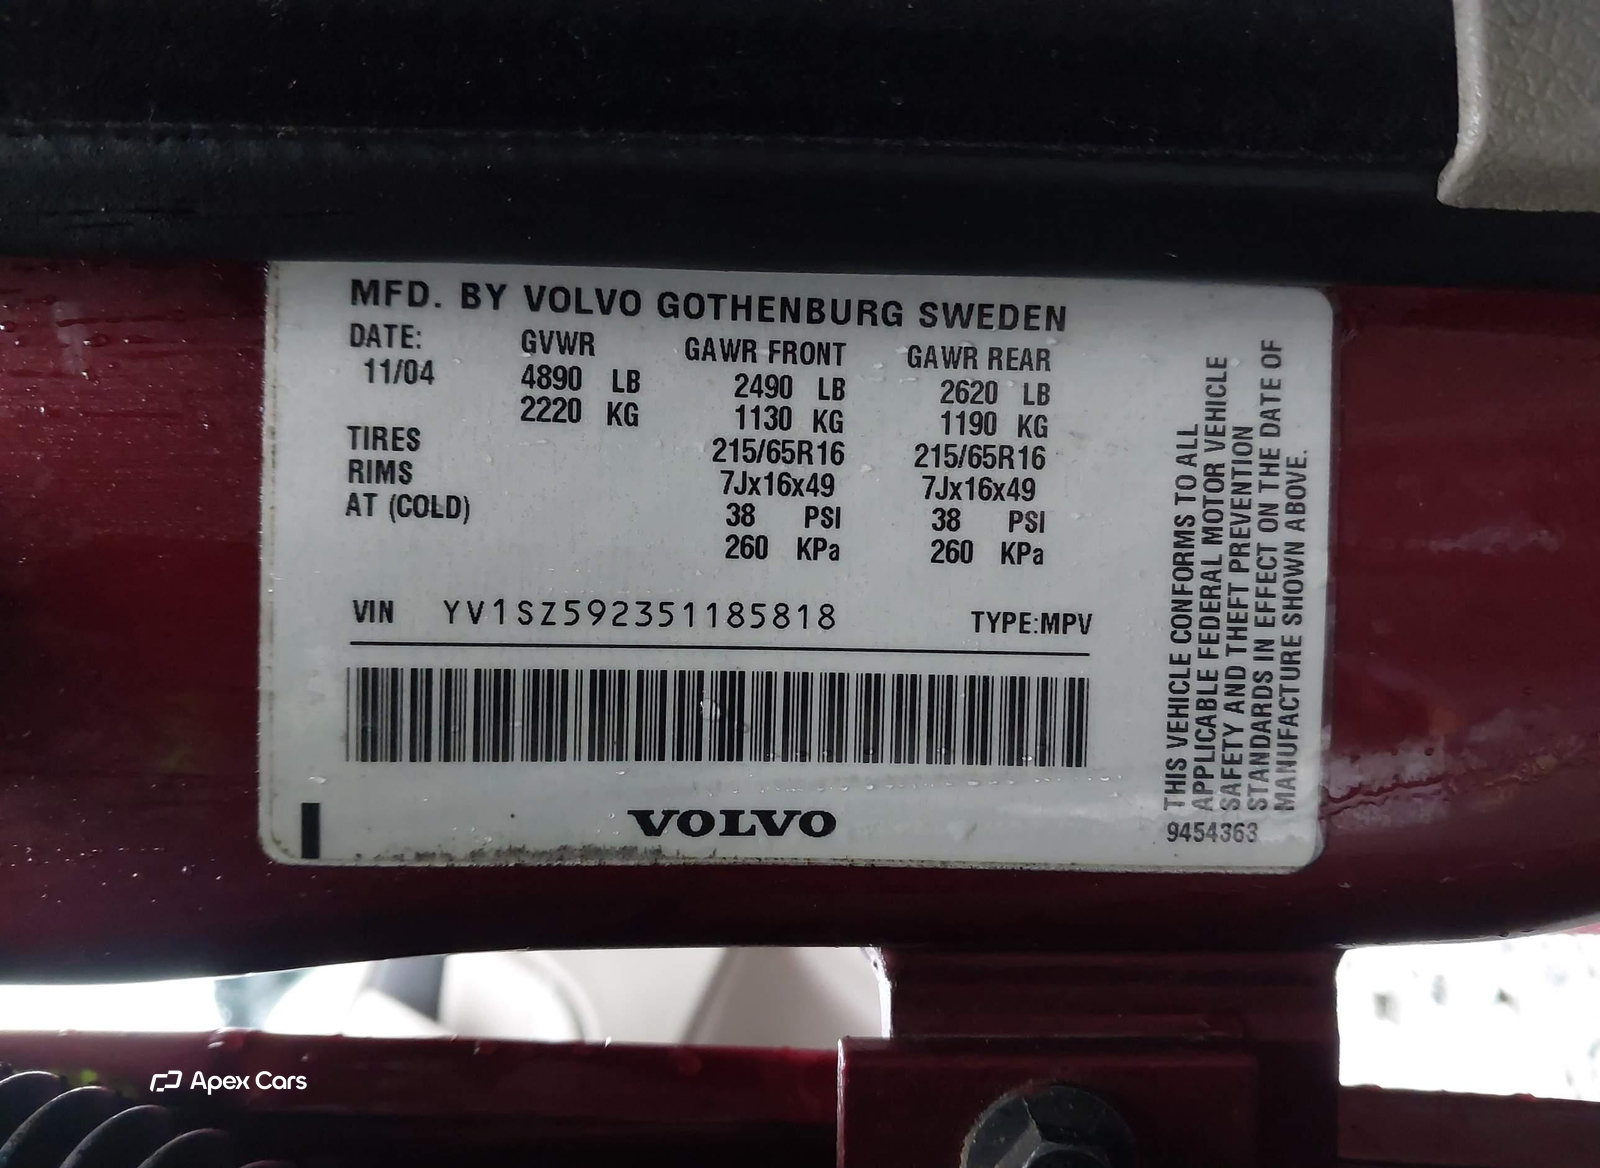 MFD. BY VOLVO GOTHENBURG SWEDEN
DATE: GVWR GAWR FRONT GAWR REAR
11/04 4890 LB 2490 LB 2620 LB
2220 KG 1130 KG 1190 KG
TIRES 215/65R16 215/65R16
RIMS 7Jx16x49 7Jx16x49
AT (COLD) 38 PSI 38 PSI
260 KPa 260 KPa
VIN YV1SZ592351185818 TYPE:MPV
VOLVO
THIS VEHICLE CONFORMS TO ALL
APPLICABLE FEDERAL MOTOR VEHICLE
SAFETY AND THEFT PREVENTION
STANDARDS IN EFFECT ON THE DATE OF
MANUFACTURE SHOWN ABOVE.
9454363
Apex Cars